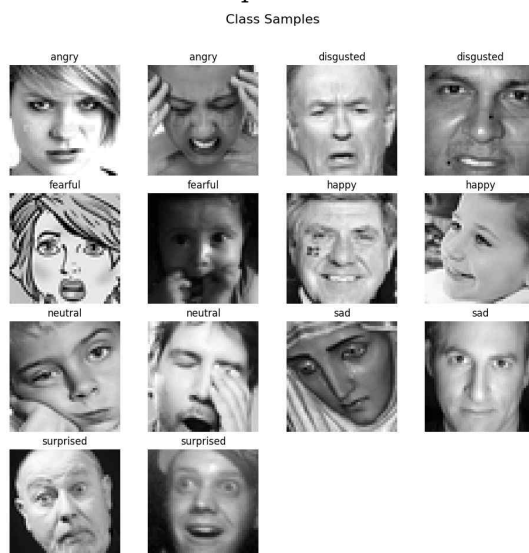 Class Samples
angry angry disgusted disgusted
fearful fearful happy happy
neutral neutral sad sad
surprised surprised